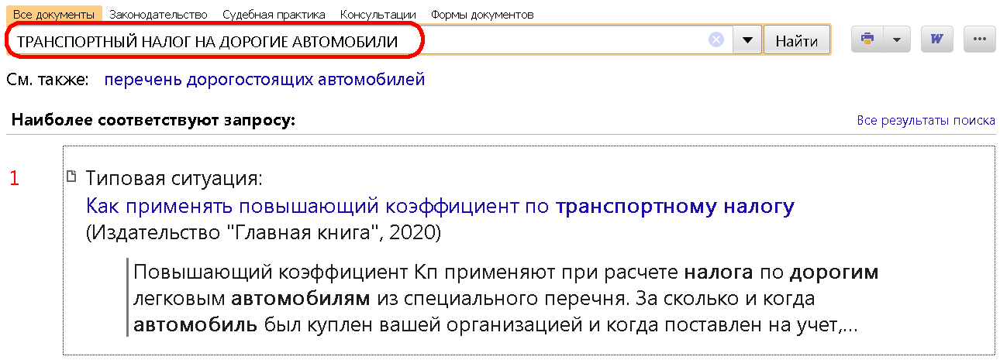 Все документы Законодательство Судебная практика Консультации Формы документов
ТРАНСПОРТНЫЙ НАЛОГ НА ДОРОГИЕ АВТОМОБИЛИ Найти W
См. также: перечень дорогостоящих автомобилей
Наиболее соответствуют запросу: Все результаты поиска
1 Типовая ситуация:
Как применять повышающий коэффициент по транспортному налогу
(Издательство "Главная книга", 2020)
Повышающий коэффициент Кп применяют при расчете налога по дорогим
легковым автомобилям из специального перечня. За сколько и когда
автомобиль был куплен вашей организацией и когда поставлен на учет,...